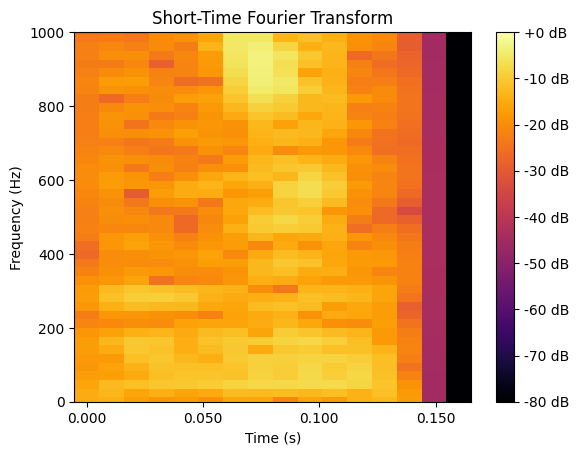 Short-Time Fourier Transform
1000
800
600
400
200
0
Frequency (Hz)
0.000
0.050
0.100
0.150
Time (s)
+0 dB
-10 dB
-20 dB
-30 dB
-40 dB
-50 dB
-60 dB
-70 dB
-80 dB